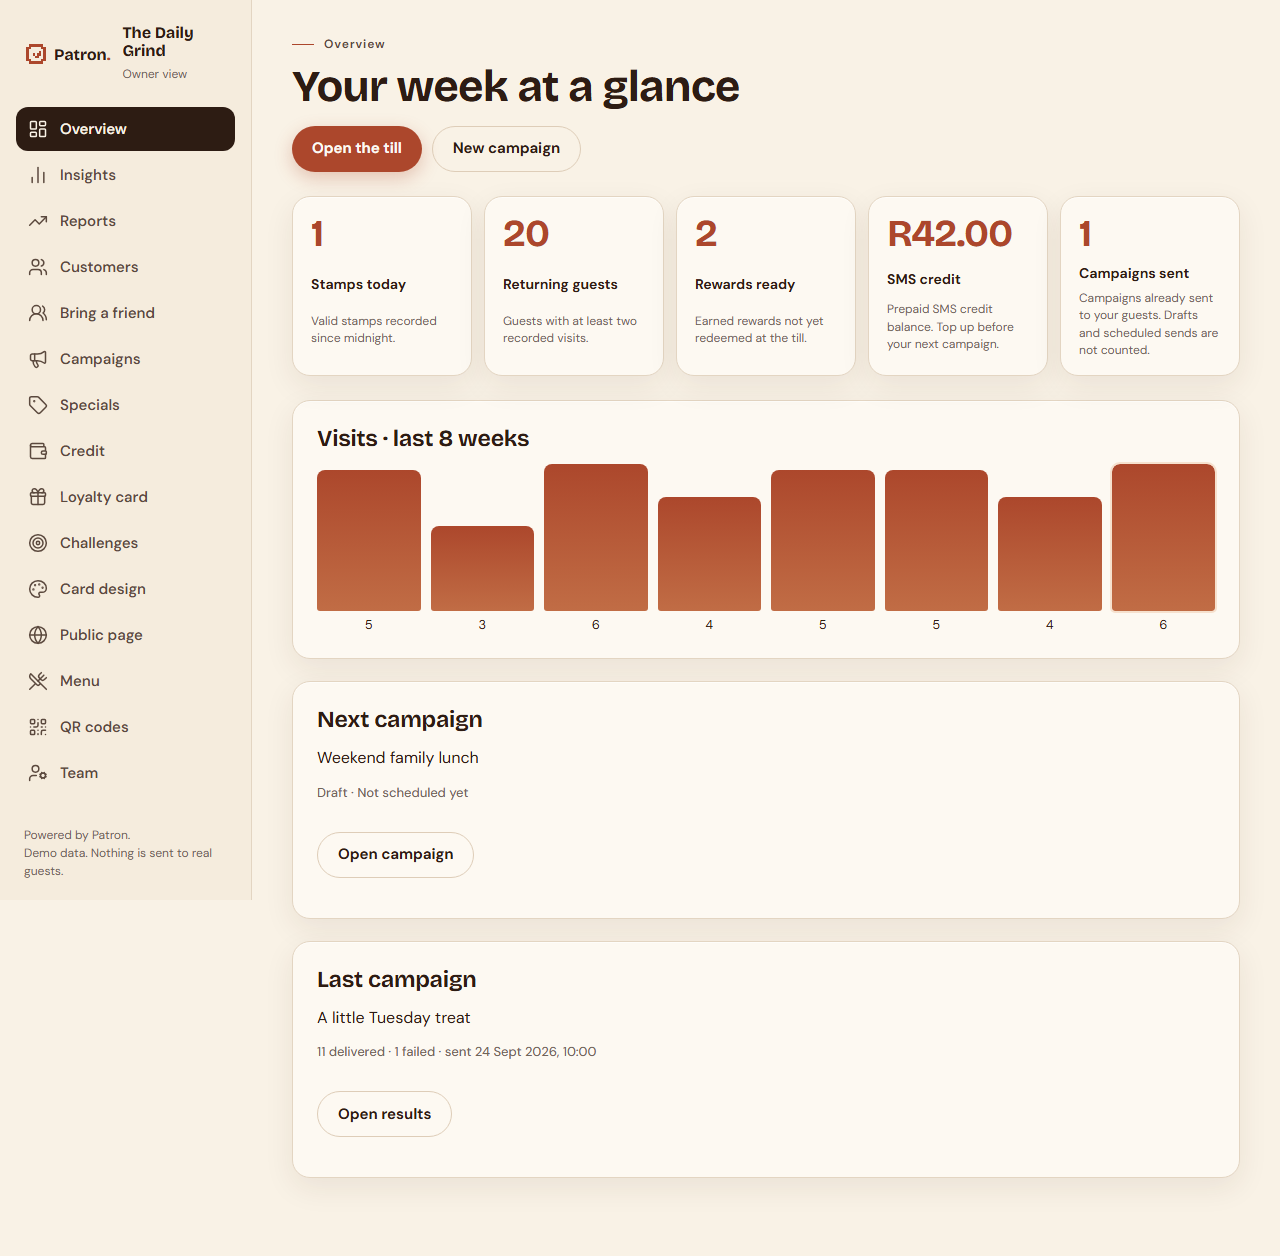 Patron.
The Daily
Grind
Owner view
Overview
Insights
Reports
Customers
Bring a friend
Campaigns
Specials
Credit
Loyalty card
Challenges
Card design
Public page
Menu
QR codes
Team
Powered by Patron.
Demo data. Nothing is sent to real
guests.
Overview
Your week at a glance
Open the till
New campaign
1
Stamps today
Valid stamps recorded
since midnight.
20
Returning guests
Guests with at least two
recorded visits.
2
Rewards ready
Earned rewards not yet
redeemed at the till.
R42.00
SMS credit
Prepaid SMS credit
balance. Top up before
your next campaign.
1
Campaigns sent
Campaigns already sent
to your guests. Drafts
and scheduled sends are
not counted.
Visits · last 8 weeks
5 3 6 4 5 5 4 6
Next campaign
Weekend family lunch
Draft · Not scheduled yet
Open campaign
Last campaign
A little Tuesday treat
11 delivered · 1 failed · sent 24 Sept 2026, 10:00
Open results